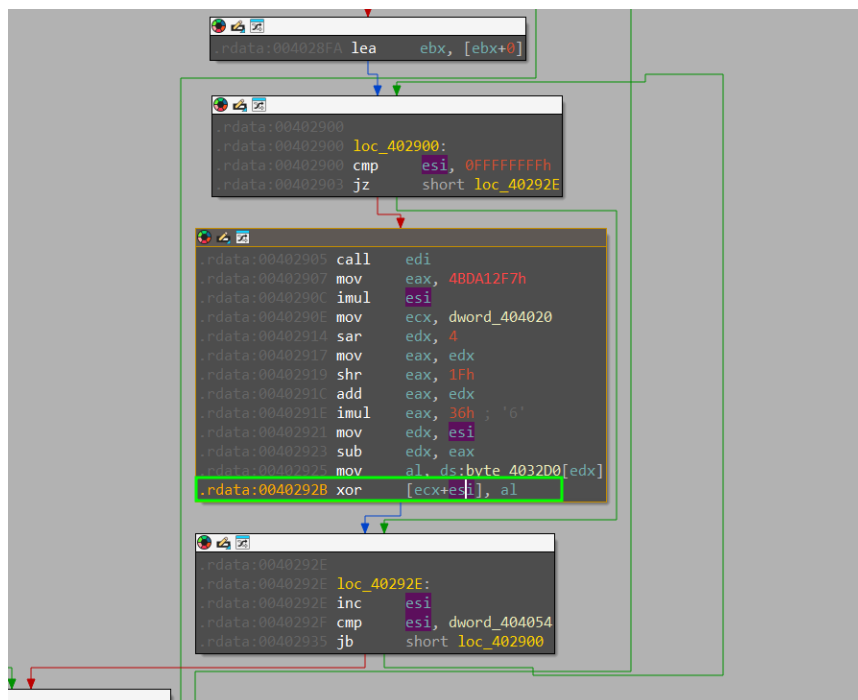 .rdata:004028FA lea ebx, [ebx+0]
.rdata:00402900
.rdata:00402900 loc_402900:
.rdata:00402900 cmp esi, 0FFFFFFFFh
.rdata:00402903 jz short loc_40292E
.rdata:00402905 call edi
.rdata:00402907 mov eax, 4BDA12F7h
.rdata:0040290C imul esi
.rdata:0040290E mov ecx, dword_404020
.rdata:00402914 sar edx, 4
.rdata:00402917 mov eax, edx
.rdata:00402919 shr eax, 1Fh
.rdata:0040291C add eax, edx
.rdata:0040291E imul eax, 36h ; '6'
.rdata:00402921 mov edx, esi
.rdata:00402923 sub edx, eax
.rdata:00402925 mov al, ds:byte_4032D0[edx]
.rdata:0040292B xor [ecx+esi], al
.rdata:0040292E
.rdata:0040292E loc_40292E:
.rdata:0040292E inc esi
.rdata:0040292F cmp esi, dword_404054
.rdata:00402935 jb short loc_402900